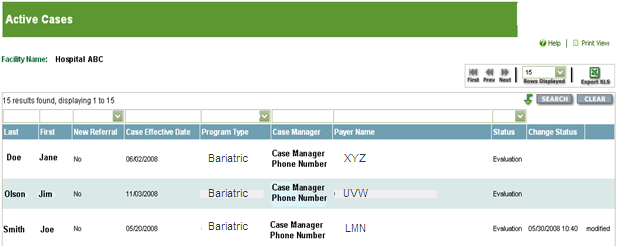 Active Cases
Help | Print View
Facility Name: Hospital ABC
First Prev Next 15 Rows Displayed Export XLS
15 results found, displaying 1 to 15 SEARCH CLEAR
Last First New Referral Case Effective Date Program Type Case Manager Payer Name Status Change Status
Doe Jane No 06/02/2008 Bariatric Case Manager Phone Number XYZ Evaluation
Olson Jim No 11/03/2008 Bariatric Case Manager Phone Number UVW Evaluation
Smith Joe No 05/20/2008 Bariatric Case Manager Phone Number LMN Evaluation 05/30/2008 10:40 modified